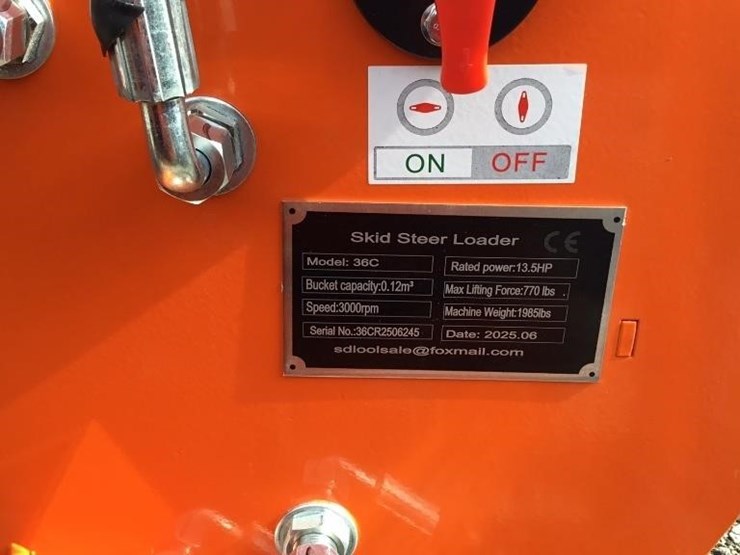 ON OFF
Skid Steer Loader CE
Model: 36C Rated power:13.5HP
Bucket capacity:0.12m³ Max Lifting Force:770 lbs
Speed:3000rpm Machine Weight:1985lbs
Serial No.:36CR2506245 Date: 2025.06
sdloolsale@foxmail.com